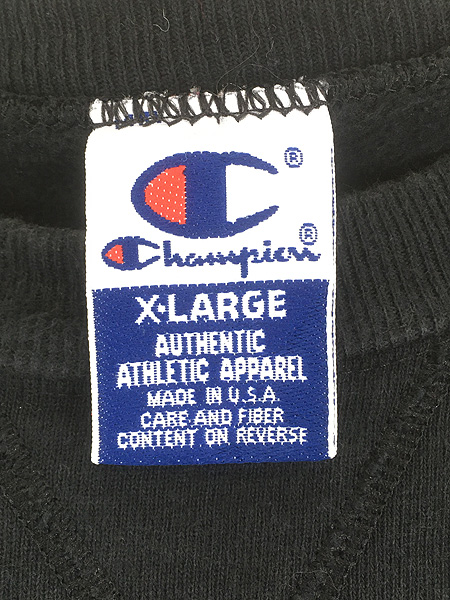 ®
Champion®
X-LARGE
AUTHENTIC
ATHLETIC APPAREL
MADE IN U.S.A.
CARE AND FIBER
CONTENT ON REVERSE